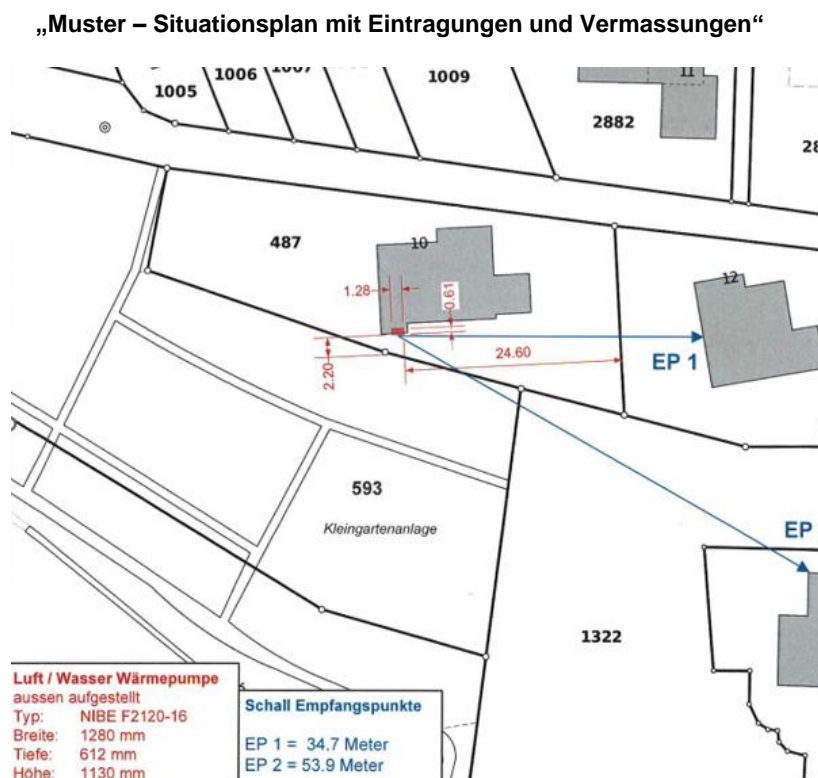 „Muster – Situationsplan mit Eintragungen und Vermassungen“
1005
1006
1009
11
2882
487
10
12
1.28
0.61
2.20
24.60
EP 1
EP
593
Kleingartenanlage
1322
Luft / Wasser Wärmepumpe
aussen aufgestellt
Typ: NIBE F2120-16
Breite: 1280 mm
Tiefe: 612 mm
Höhe: 1130 mm
Schall Empfangspunkte
EP 1 = 34.7 Meter
EP 2 = 53.9 Meter